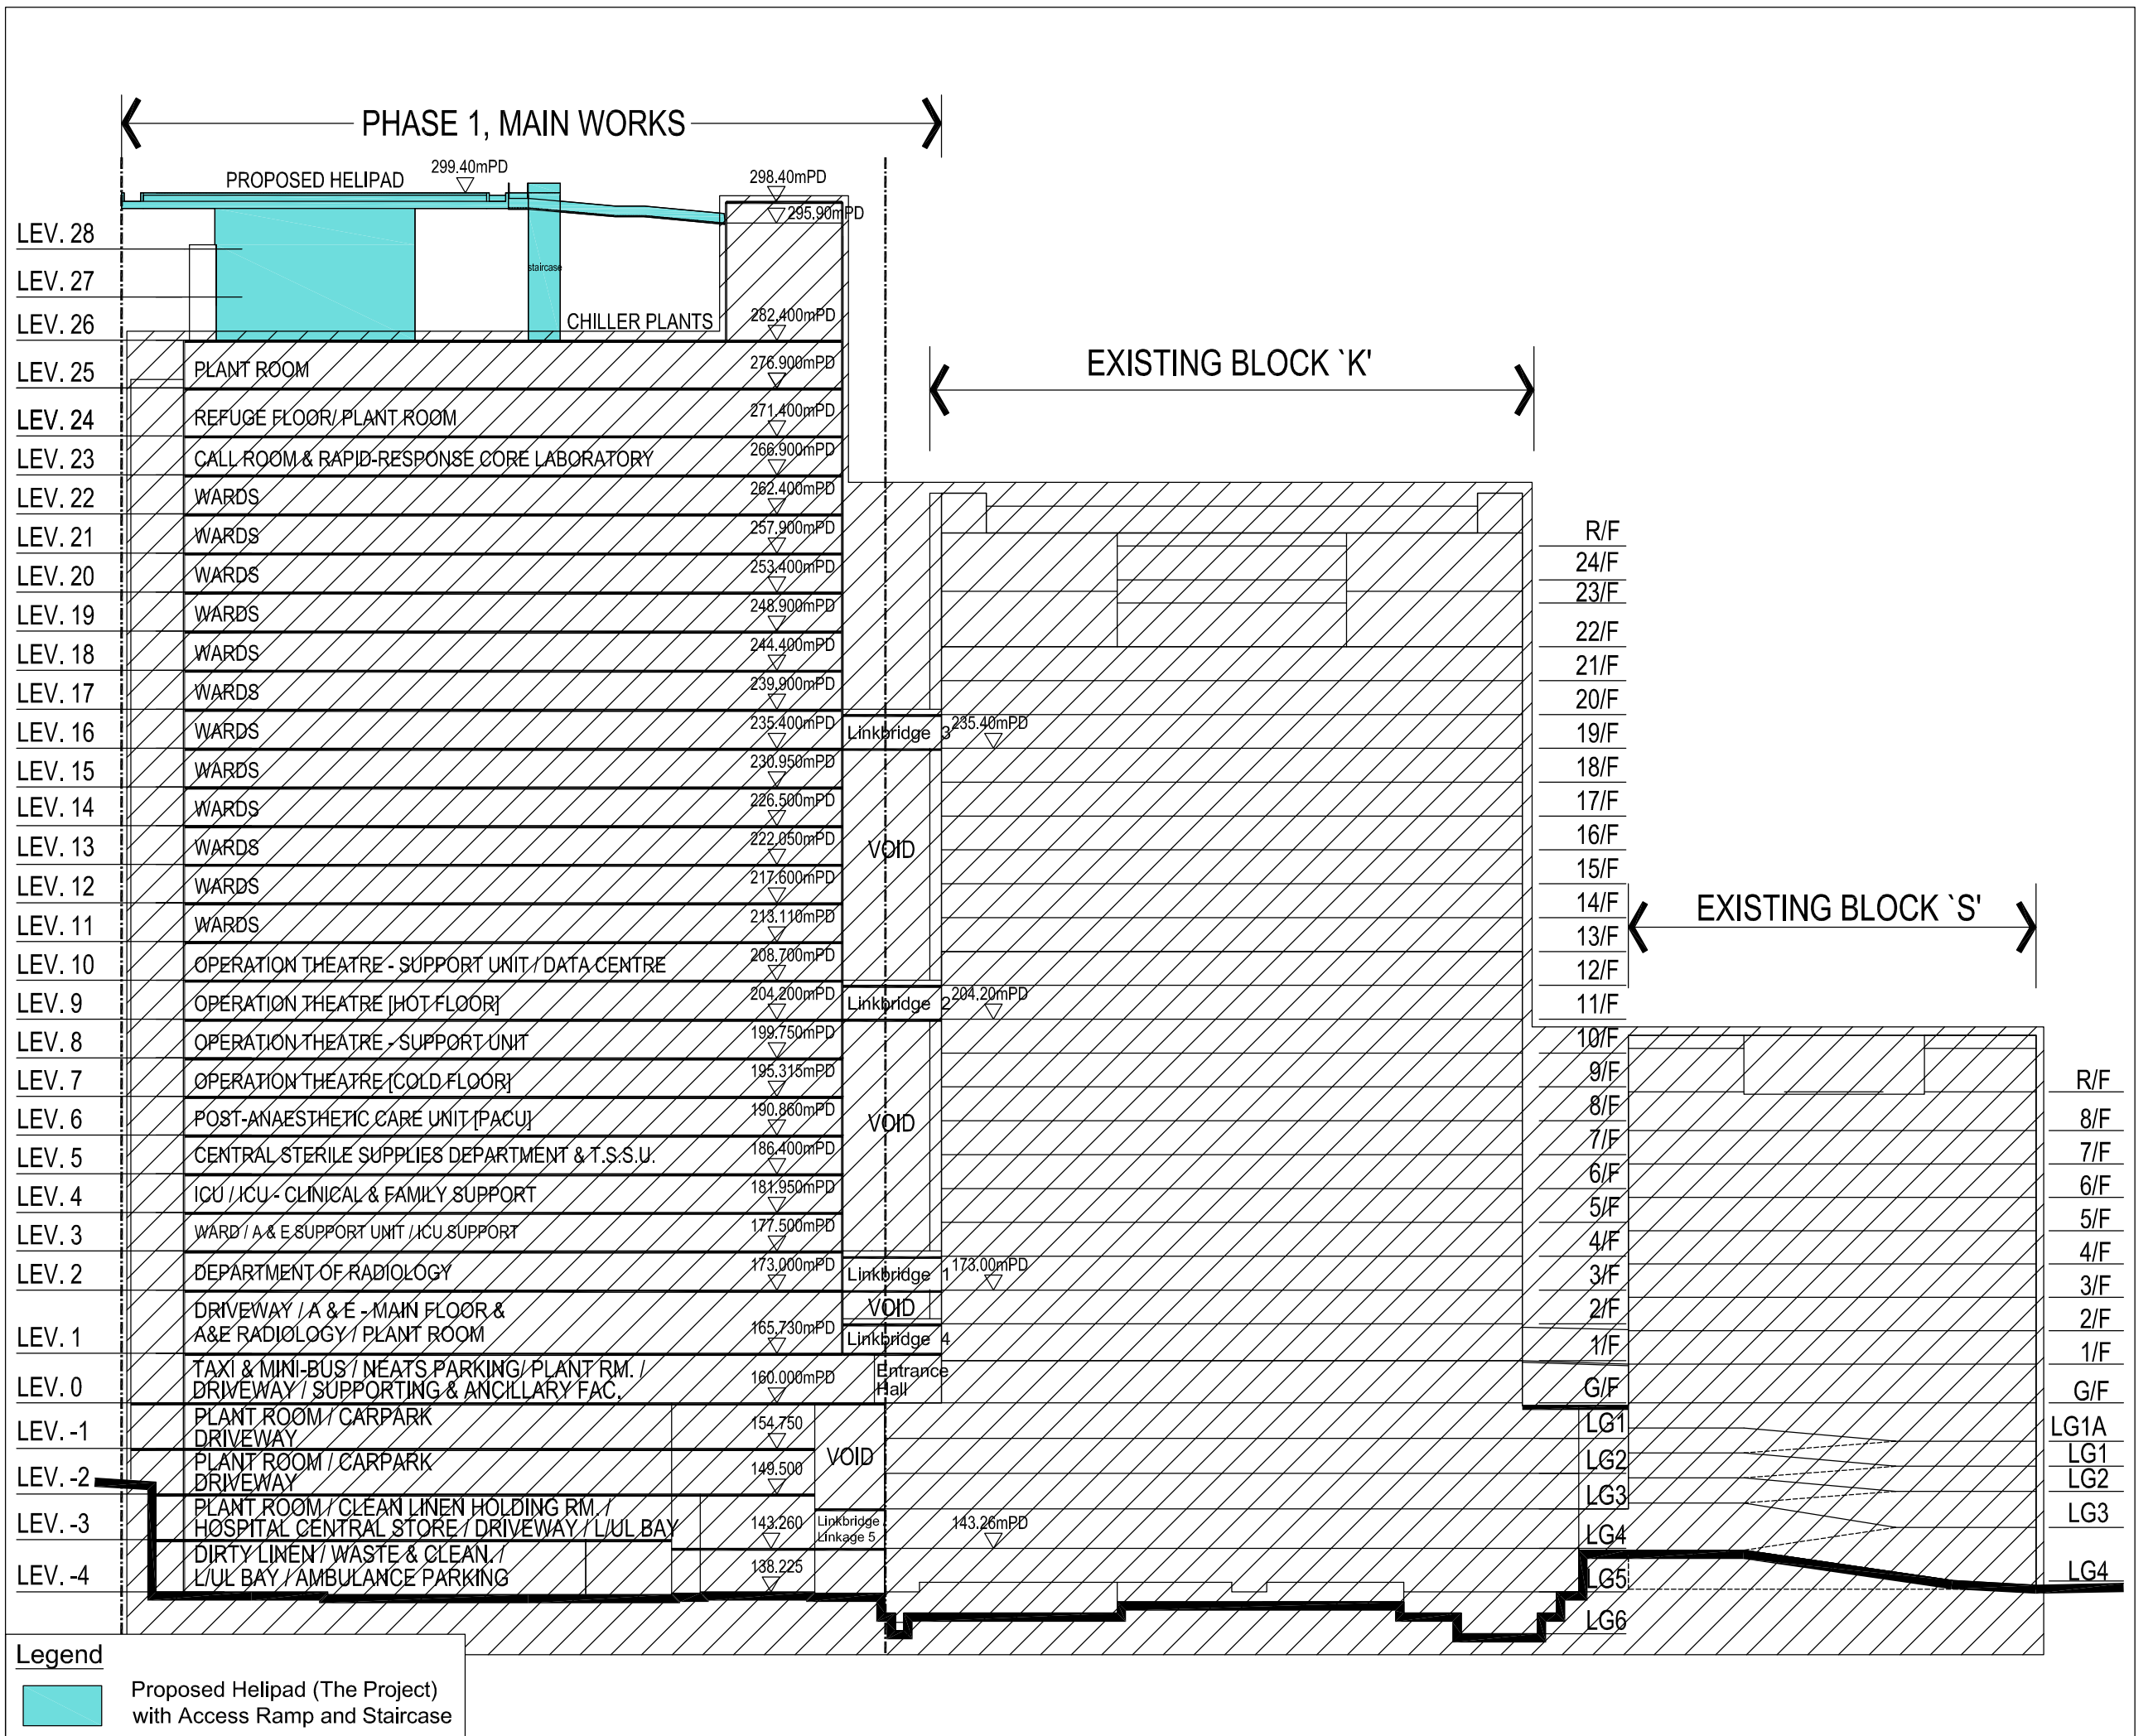 PHASE 1, MAIN WORKS
PROPOSED HELIPAD
299.40mPD
298.40mPD
295.90mPD
LEV. 28
LEV. 27
staircase
LEV. 26
CHILLER PLANTS
282.400mPD
EXISTING BLOCK `K'
LEV. 25
PLANT ROOM
276.900mPD
LEV. 24
REFUGE FLOOR/ PLANT ROOM
271.400mPD
LEV. 23
CALL ROOM & RAPID-RESPONSE CORE LABORATORY
266.900mPD
LEV. 22
WARDS
262.400mPD
LEV. 21
WARDS
257.900mPD
LEV. 20
WARDS
253.400mPD
LEV. 19
WARDS
248.900mPD
LEV. 18
WARDS
244.400mPD
LEV. 17
WARDS
239.900mPD
LEV. 16
WARDS
235.400mPD
Linkbridge 3
235.40mPD
LEV. 15
WARDS
230.950mPD
LEV. 14
WARDS
226.500mPD
LEV. 13
WARDS
222.050mPD
VOID
LEV. 12
WARDS
217.600mPD
LEV. 11
WARDS
213.110mPD
LEV. 10
OPERATION THEATRE - SUPPORT UNIT / DATA CENTRE
208.700mPD
LEV. 9
OPERATION THEATRE [HOT FLOOR]
204.200mPD
Linkbridge 2
204.20mPD
LEV. 8
OPERATION THEATRE - SUPPORT UNIT
199.750mPD
LEV. 7
OPERATION THEATRE [COLD FLOOR]
195.315mPD
LEV. 6
POST-ANAESTHETIC CARE UNIT [PACU]
190.860mPD
VOID
LEV. 5
CENTRAL STERILE SUPPLIES DEPARTMENT & T.S.S.U.
186.400mPD
LEV. 4
ICU / ICU - CLINICAL & FAMILY SUPPORT
181.950mPD
LEV. 3
WARD / A & E SUPPORT UNIT / ICU SUPPORT
177.500mPD
LEV. 2
DEPARTMENT OF RADIOLOGY
173.000mPD
Linkbridge 1
173.00mPD
VOID
LEV. 1
DRIVEWAY / A & E - MAIN FLOOR &
A&E RADIOLOGY / PLANT ROOM
165.730mPD
Linkbridge 4
LEV. 0
TAXI & MINI-BUS / NEATS PARKING/ PLANT RM. /
DRIVEWAY / SUPPORTING & ANCILLARY FAC.
160.000mPD
Entrance
Hall
LEV. -1
PLANT ROOM / CARPARK
DRIVEWAY
154.750
VOID
LEV. -2
PLANT ROOM / CARPARK
DRIVEWAY
149.500
LEV. -3
PLANT ROOM / CLEAN LINEN HOLDING RM. /
HOSPITAL CENTRAL STORE / DRIVEWAY / L/UL BAY
143.260
Linkbridge /
Linkage 5
143.26mPD
LEV. -4
DIRTY LINEN / WASTE & CLEAN. /
L/UL BAY / AMBULANCE PARKING
138.225
R/F
24/F
23/F
22/F
21/F
20/F
19/F
18/F
17/F
16/F
15/F
14/F
13/F
12/F
11/F
10/F
9/F
8/F
7/F
6/F
5/F
4/F
3/F
2/F
1/F
G/F
LG1
LG2
LG3
LG4
LG5
LG6
EXISTING BLOCK `S'
R/F
8/F
7/F
6/F
5/F
4/F
3/F
2/F
1/F
G/F
LG1A
LG1
LG2
LG3
LG4
Legend
Proposed Helipad (The Project)
with Access Ramp and Staircase